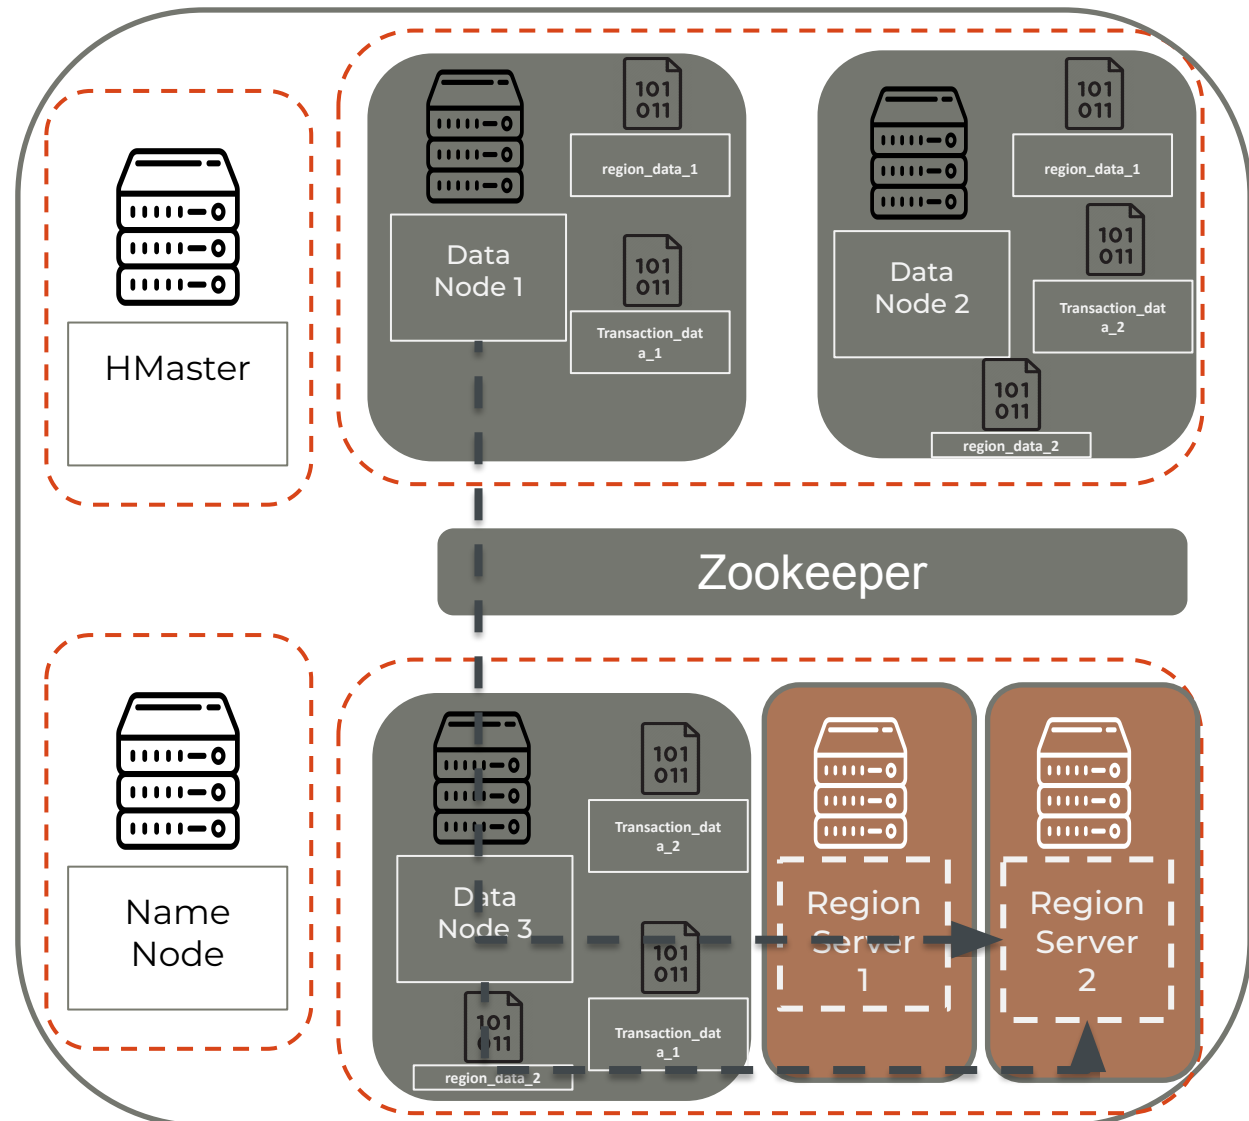 HMaster
101
011
region_data_1
Data
Node 1
101
011
Transaction_dat
a_1
101
011
region_data_1
Data
Node 2
101
011
Transaction_dat
a_2
101
011
region_data_2
Zookeeper
Name
Node
101
011
Transaction_dat
a_2
Data
Node 3
101
011
Transaction_dat
a_1
101
011
region_data_2
Region
Server
1
Region
Server
2